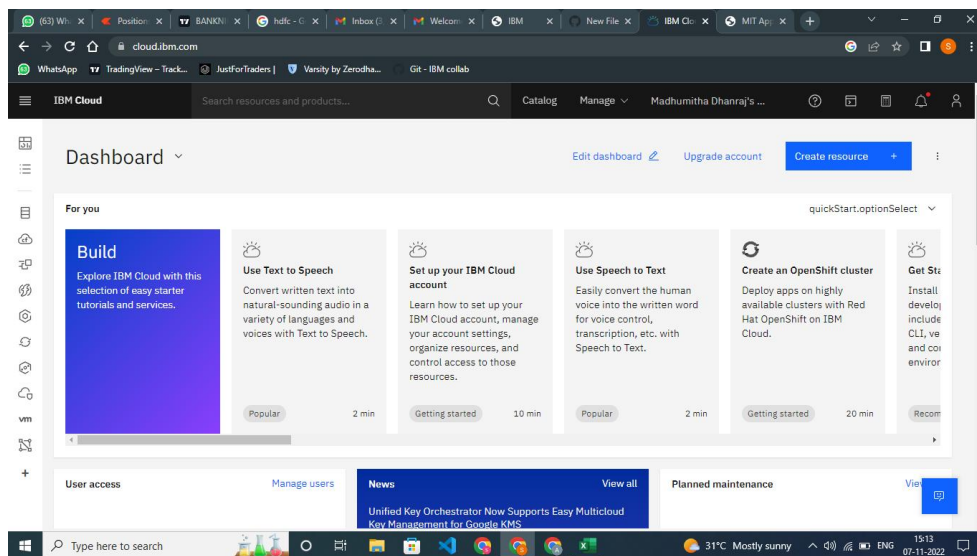 (63) Wh
Position
BANKNI
hdfc - G
Inbox (
Welcom
IBM
New File
IBM Clo
MIT App
cloud.ibm.com
WhatsApp
TradingView – Track...
JustForTraders |
Varsity by Zerodha...
Git - IBM collab
IBM Cloud
Search resources and products...
Catalog
Manage
Madhumitha Dhanraj's ...
Dashboard
Edit dashboard
Upgrade account
Create resource +
For you
quickStart.optionSelect
Build
Explore IBM Cloud with this
selection of easy starter
tutorials and services.
Use Text to Speech
Convert written text into
natural-sounding audio in a
variety of languages and
voices with Text to Speech.
Popular
2 min
Set up your IBM Cloud
account
Learn how to set up your
IBM Cloud account, manage
your account settings,
organize resources, and
control access to those
resources.
Getting started
10 min
Use Speech to Text
Easily convert the human
voice into the written word
for voice control,
transcription, etc. with
Speech to Text.
Popular
2 min
Create an OpenShift cluster
Deploy apps on highly
available clusters with Red
Hat OpenShift on IBM
Cloud.
Getting started
20 min
Get Sta
Install
develop
include
CLI, ve
and co
enviror
Recom
vm
User access
Manage users
News
View all
Unified Key Orchestrator Now Supports Easy Multicloud
Key Management for Google KMS
Planned maintenance
Type here to search
31°C Mostly sunny
ENG
15:13
07-11-2022